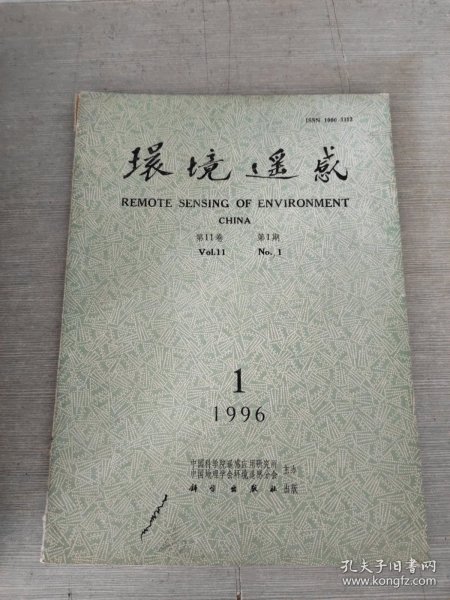 ISSN 1000-5382
環境遥感
REMOTE SENSING OF ENVIRONMENT
CHINA
第11卷 第1期
Vol.11 No. 1
1
1996
中国科学院遥感应用研究所
中国地理学会环境遥感分会
主办
科学出版社 出版
孔夫子旧书网
www.kongfz.com